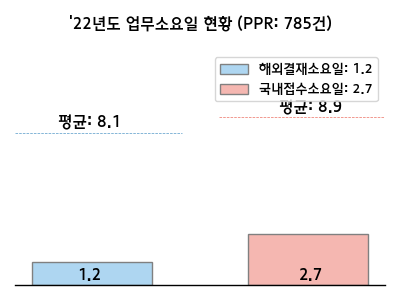 '22년도 업무소요일 현황 (PPR: 785건)
해외결재소요일: 1.2
국내접수소요일: 2.7
평균: 8.9
평균: 8.1
1.2
2.7